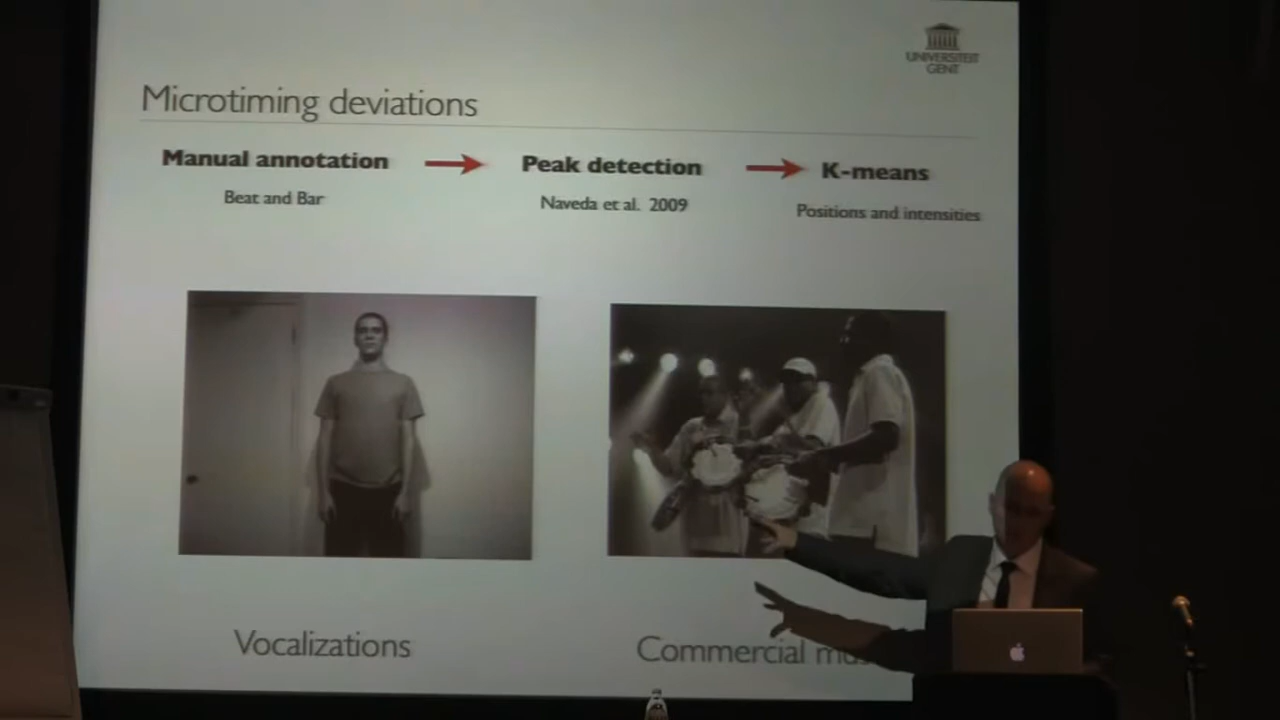 UNIVERSITEIT
GENT
Microtiming deviations
Manual annotation
Peak detection
K-means
Beat and Bar
Naveda et al. 2009
Positions and intensities
Vocalizations
Commercial